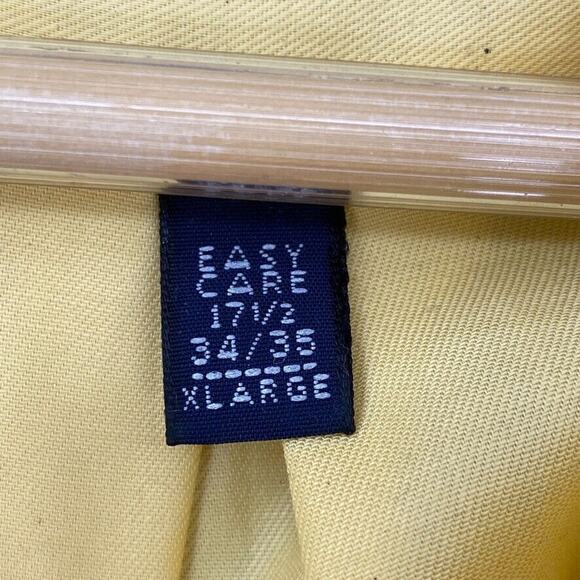 EASY
CARE
17 1/2
34/35
XLARGE